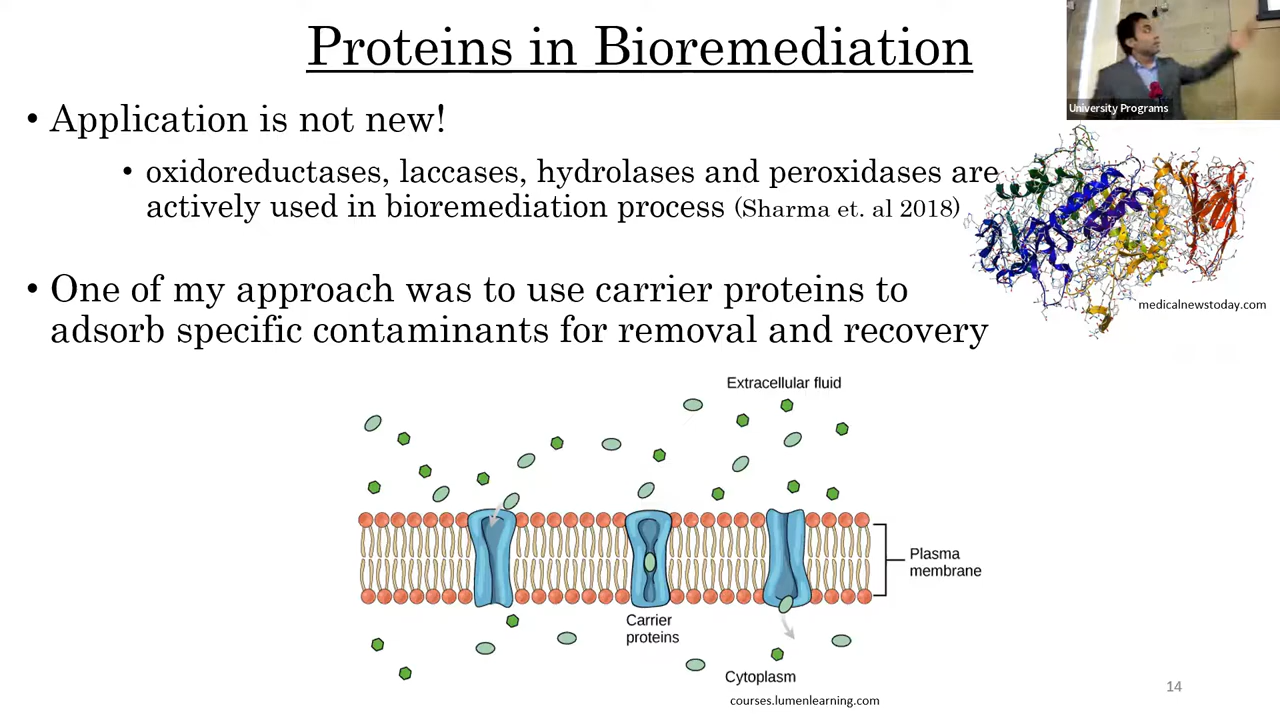 Proteins in Bioremediation
University Programs
• Application is not new!
• oxidoreductases, laccases, hydrolases and peroxidases are
actively used in bioremediation process (Sharma et. al 2018)
medicalnewstoday.com
• One of my approach was to use carrier proteins to
adsorb specific contaminants for removal and recovery
Extracellular fluid
Plasma
membrane
Carrier
proteins
Cytoplasm
courses.lumenlearning.com
14